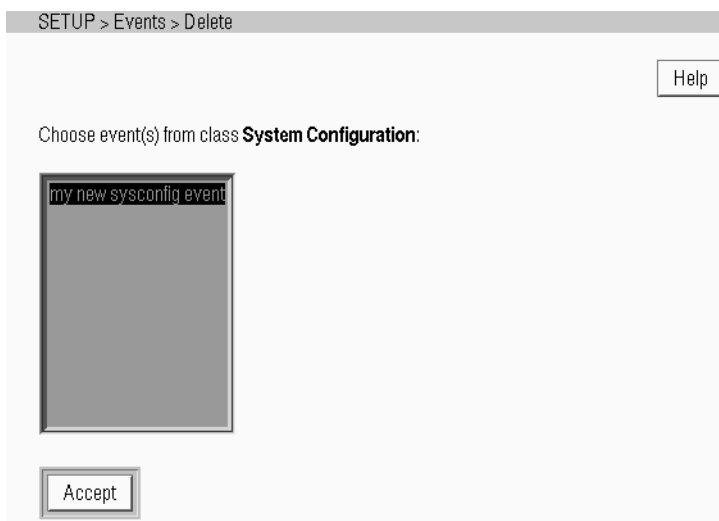 SETUP > Events > Delete
Help
Choose event(s) from class System Configuration:
my new sysconfig event
Accept